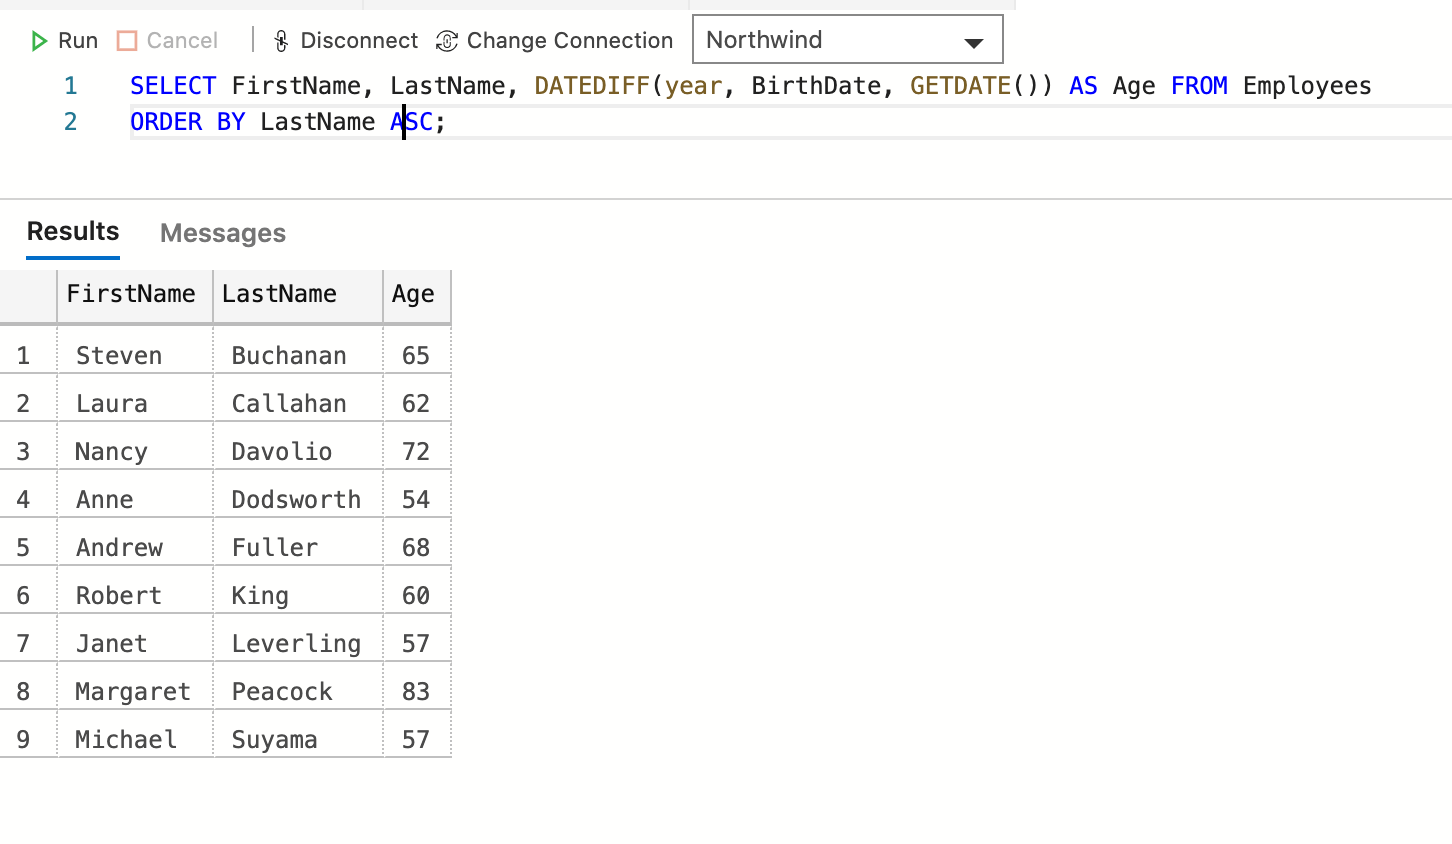 Run Cancel Disconnect Change Connection Northwind
1 SELECT FirstName, LastName, DATEDIFF(year, BirthDate, GETDATE()) AS Age FROM Employees
2 ORDER BY LastName ASC;
Results Messages
FirstName LastName Age
1 Steven Buchanan 65
2 Laura Callahan 62
3 Nancy Davolio 72
4 Anne Dodsworth 54
5 Andrew Fuller 68
6 Robert King 60
7 Janet Leverling 57
8 Margaret Peacock 83
9 Michael Suyama 57